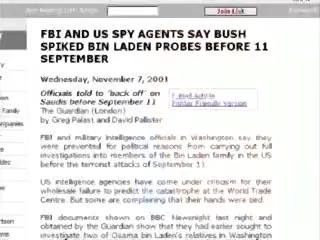 Join List
FBI AND US SPY AGENTS SAY BUSH
SPIKED BIN LADEN PROBES BEFORE 11
SEPTEMBER
Wednesday, November 7, 2001
Officials told to 'back off' on
Saudis before September 11
The Guardian (London)
by Greg Palast and David Pallister
Printer Friendly Version
FBI and military intelligence officials in Washington say they
were prevented for political reasons from carrying out full
investigations into members of the Bin Laden family in the US
before the terrorist attacks of September 11.
US intelligence agencies have come under criticism for their
wholesale failure to predict the catastrophe at the World Trade
Centre. But some are complaining that their hands were tied.
FBI documents shown on BBC Newsnight last night and
obtained by the Guardian show that they had earlier sought to
investigate two of Osama bin Laden's relatives in Washington